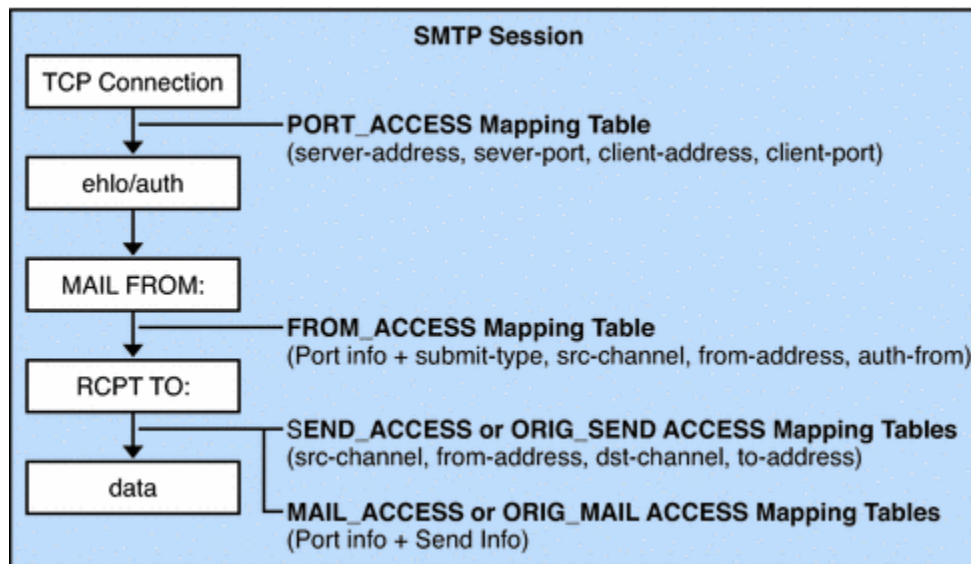 SMTP Session
TCP Connection
PORT_ACCESS Mapping Table
(server-address, sever-port, client-address, client-port)
ehlo/auth
MAIL FROM:
FROM_ACCESS Mapping Table
(Port info + submit-type, src-channel, from-address, auth-from)
RCPT TO:
SEND_ACCESS or ORIG_SEND ACCESS Mapping Tables
(src-channel, from-address, dst-channel, to-address)
data
MAIL_ACCESS or ORIG_MAIL ACCESS Mapping Tables
(Port info + Send Info)